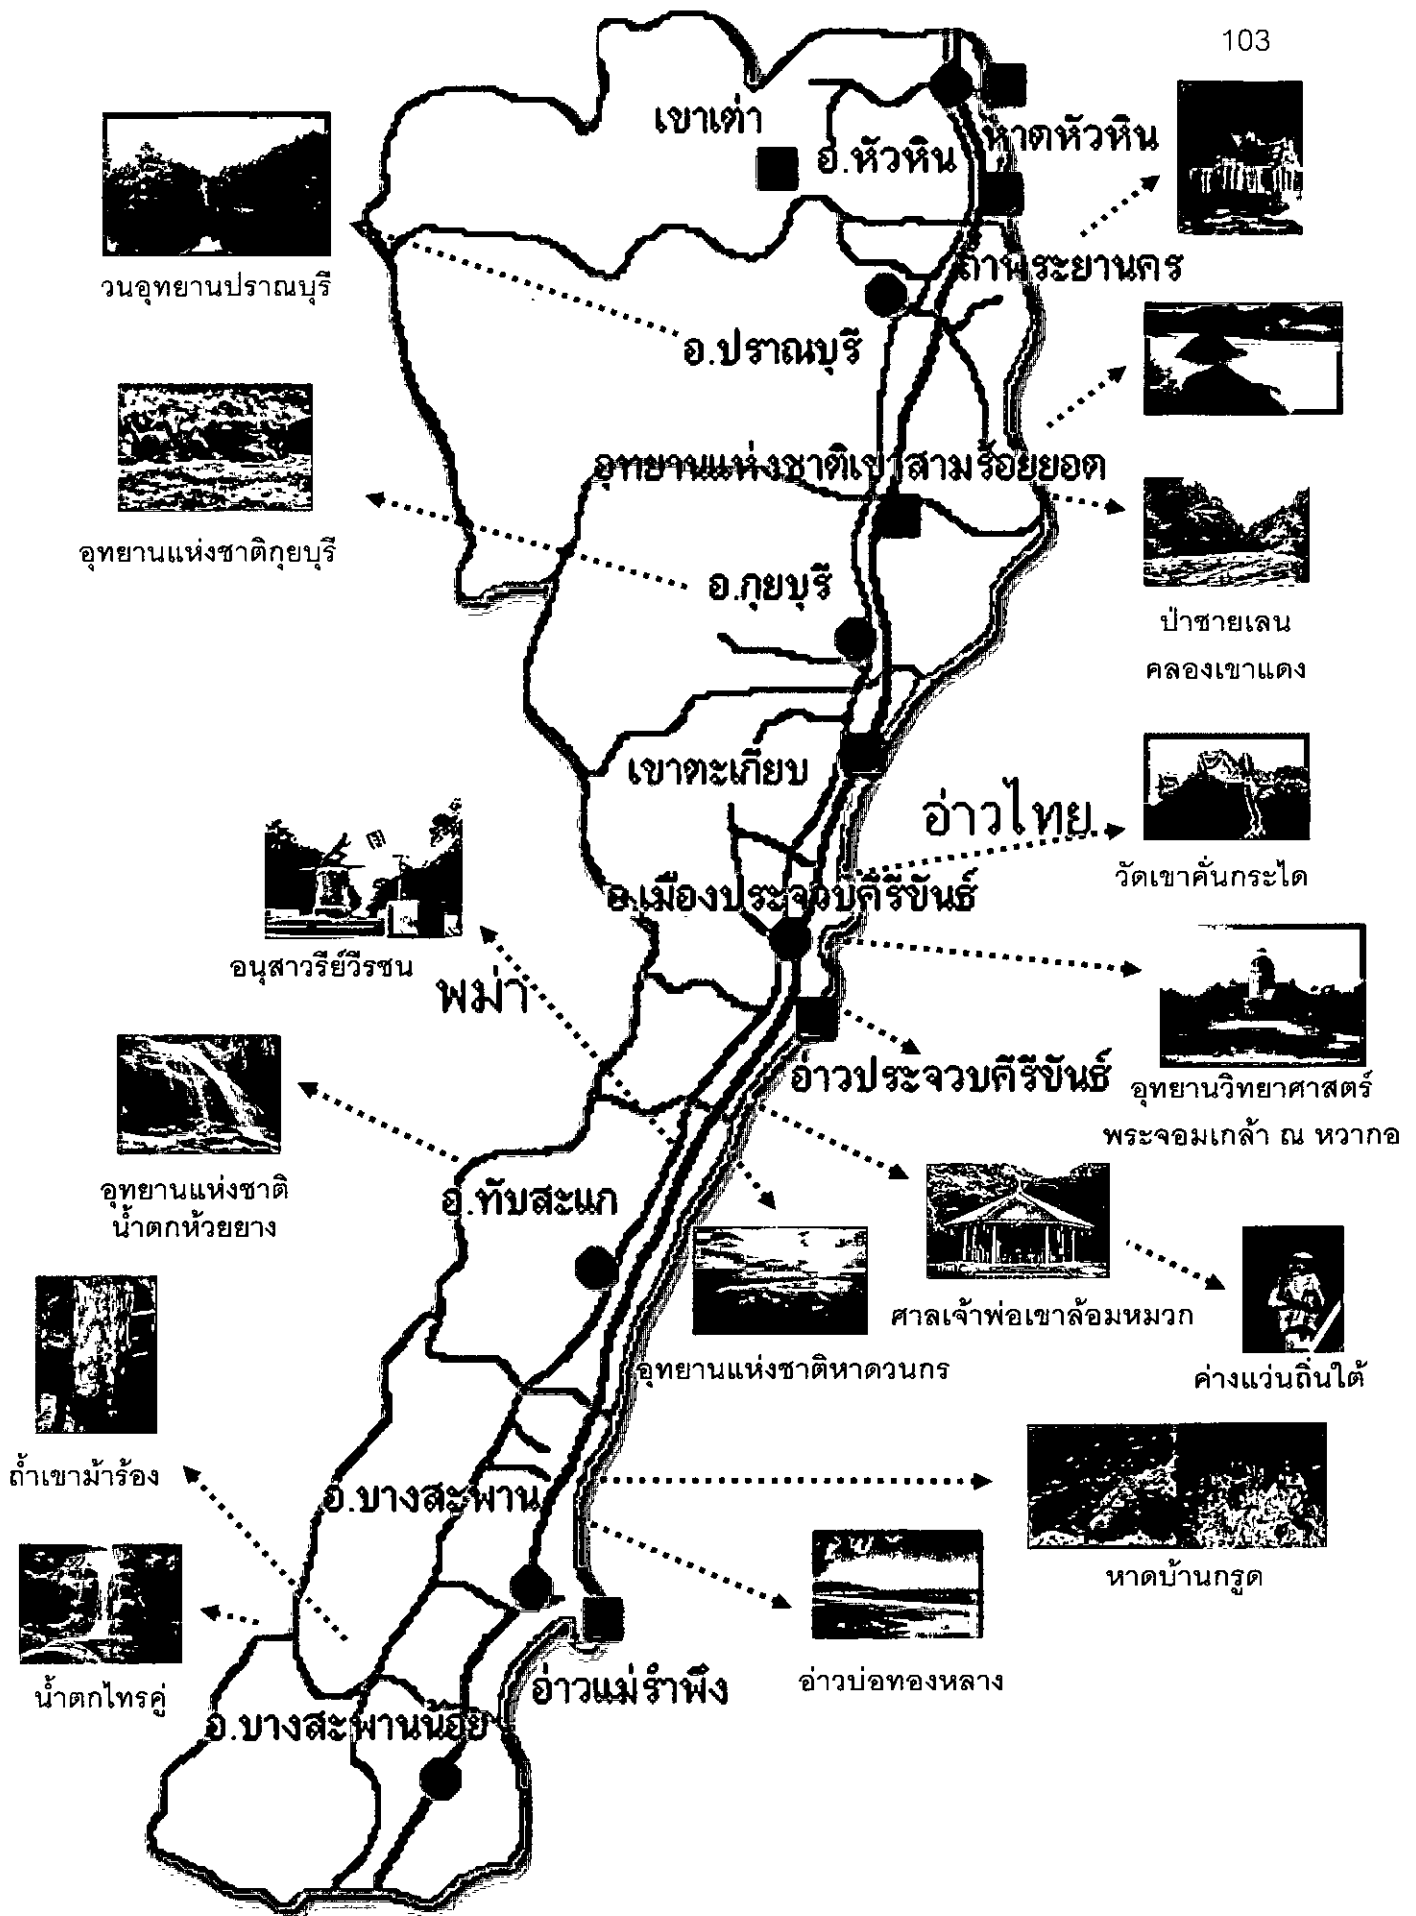 103
เขาเต่า
หาดหัวหิน
อ.หัวหิน
ถ้ำพระยานคร
วนอุทยานปราณบุรี
อ.ปราณบุรี
อุทยานแห่งชาติเขาสามร้อยยอด
อุทยานแห่งชาติกุยบุรี
อ.กุยบุรี
ป่าชายเลน
คลองเขาแดง
เขาตะเกียบ
อ่าวไทย
วัดเขาคั่นกระได
อ.เมืองประจวบคีรีขันธ์
อนุสาวรีย์วีรชน
พม่า
อ่าวประจวบคีรีขันธ์
อุทยานวิทยาศาสตร์
พระจอมเกล้า ณ หวากอ
อุทยานแห่งชาติ
น้ำตกห้วยยาง
อ.ทับสะแก
ศาลเจ้าพ่อเขาล้อมหมวก
อุทยานแห่งชาติหาดวนกร
ค่างแว่นถิ่นใต้
ถ้ำเขาม้าร้อง
อ.บางสะพาน
หาดบ้านกรูด
น้ำตกไทรคู่
อ่าวแม่รำพึง
อ่าวบ่อทองหลาง
อ.บางสะพานน้อย